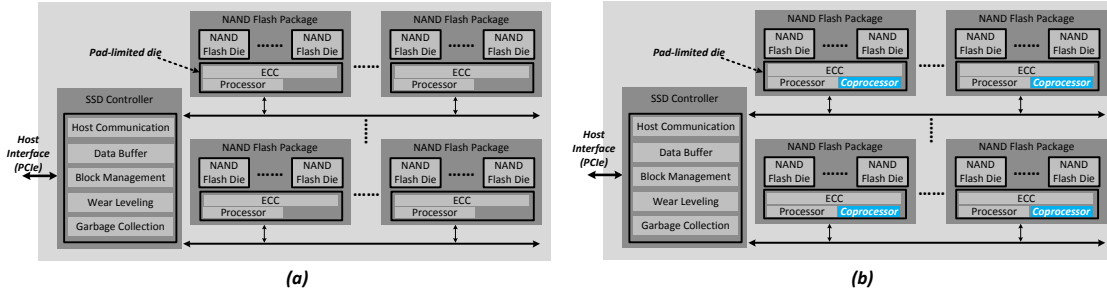 NAND Flash Package
NAND Flash Package
NAND
Flash Die
NAND
Flash Die
NAND
Flash Die
NAND
Flash Die
Pad-limited die
ECC
Processor
ECC
Processor
SSD Controller
Host Communication
Data Buffer
Block Management
Wear Leveling
Garbage Collection
Host
Interface
(PCIe)
NAND Flash Package
NAND Flash Package
NAND
Flash Die
NAND
Flash Die
NAND
Flash Die
NAND
Flash Die
ECC
Processor
ECC
Processor
(a)
NAND Flash Package
NAND Flash Package
NAND
Flash Die
NAND
Flash Die
NAND
Flash Die
NAND
Flash Die
Pad-limited die
ECC
Processor Coprocessor
ECC
Processor Coprocessor
SSD Controller
Host Communication
Data Buffer
Block Management
Wear Leveling
Garbage Collection
Host
Interface
(PCIe)
NAND Flash Package
NAND Flash Package
NAND
Flash Die
NAND
Flash Die
NAND
Flash Die
NAND
Flash Die
ECC
Processor Coprocessor
ECC
Processor Coprocessor
(b)